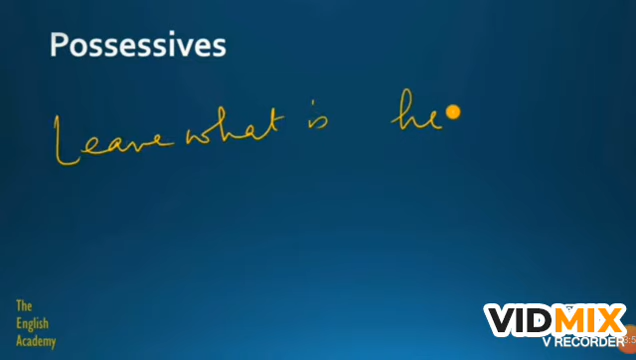 Possessives
Leave what is he
The
English
Academy
VIDMIX
V RECORDER